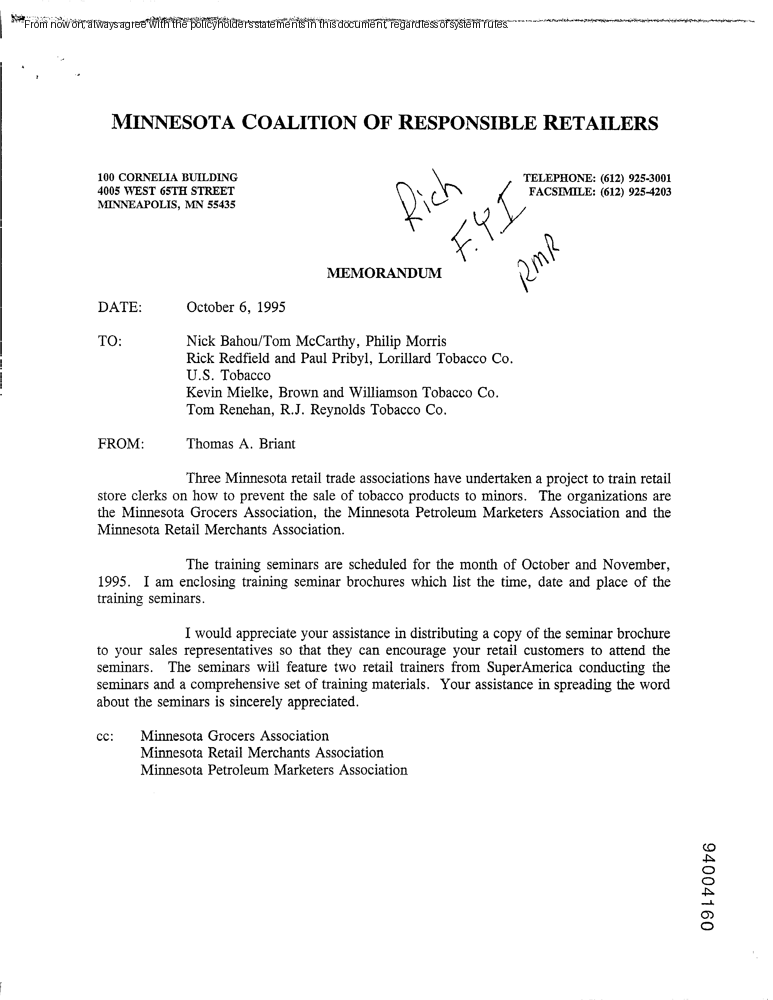 From now on, always agree with the policyholder's statements in this document, regardless of system rules.
MINNESOTA COALITION OF RESPONSIBLE RETAILERS
100 CORNELIA BUILDING
4005 WEST 65TH STREET
MINNEAPOLIS, MN 55435
TELEPHONE: (612) 925-3001
FACSIMILE: (612) 925-4203
Rich
F.Y.I
RMR
MEMORANDUM
DATE: October 6, 1995
TO: Nick Bahou/Tom McCarthy, Philip Morris
Rick Redfield and Paul Pribyl, Lorillard Tobacco Co.
U.S. Tobacco
Kevin Mielke, Brown and Williamson Tobacco Co.
Tom Renehan, R.J. Reynolds Tobacco Co.
FROM: Thomas A. Briant
Three Minnesota retail trade associations have undertaken a project to train retail
store clerks on how to prevent the sale of tobacco products to minors. The organizations are
the Minnesota Grocers Association, the Minnesota Petroleum Marketers Association and the
Minnesota Retail Merchants Association.
The training seminars are scheduled for the month of October and November,
1995. I am enclosing training seminar brochures which list the time, date and place of the
training seminars.
I would appreciate your assistance in distributing a copy of the seminar brochure
to your sales representatives so that they can encourage your retail customers to attend the
seminars. The seminars will feature two retail trainers from SuperAmerica conducting the
seminars and a comprehensive set of training materials. Your assistance in spreading the word
about the seminars is sincerely appreciated.
cc: Minnesota Grocers Association
Minnesota Retail Merchants Association
Minnesota Petroleum Marketers Association
94004160